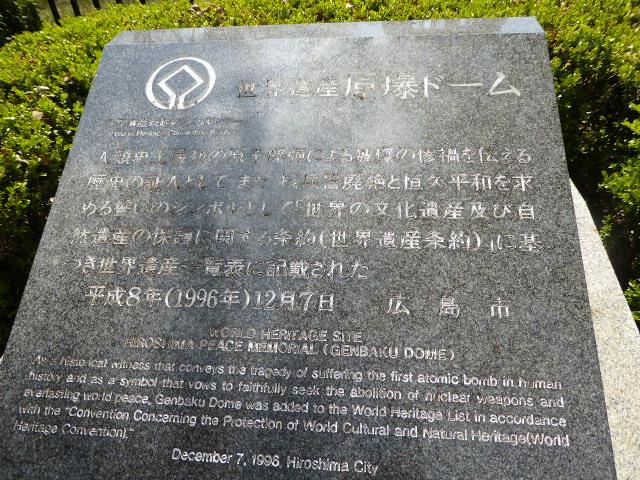 世界遺産 原爆ドーム
World Heritage Convention
人類史上最初の原子爆弾による被爆の惨禍を伝える
歴史の証人として、また、核兵器廃絶と恒久平和を求
める誓いのシンボルとして「世界の文化遺産及び自
然遺産の保護に関する条約(世界遺産条約)」に基
づき世界遺産一覧表に記載された
平成8年(1996年)12月7日 広島市
WORLD HERITAGE SITE
HIROSHIMA PEACE MEMORIAL (GENBAKU DOME)
As a historical witness that conveys the tragedy of suffering the first atomic bomb in human
history and as a symbol that vows to faithfully seek the abolition of nuclear weapons and
everlasting world peace, Genbaku Dome was added to the World Heritage List in accordance
with the "Convention Concerning the Protection of World Cultural and Natural Heritage(World
Heritage Convention)."
December 7, 1996, Hiroshima City